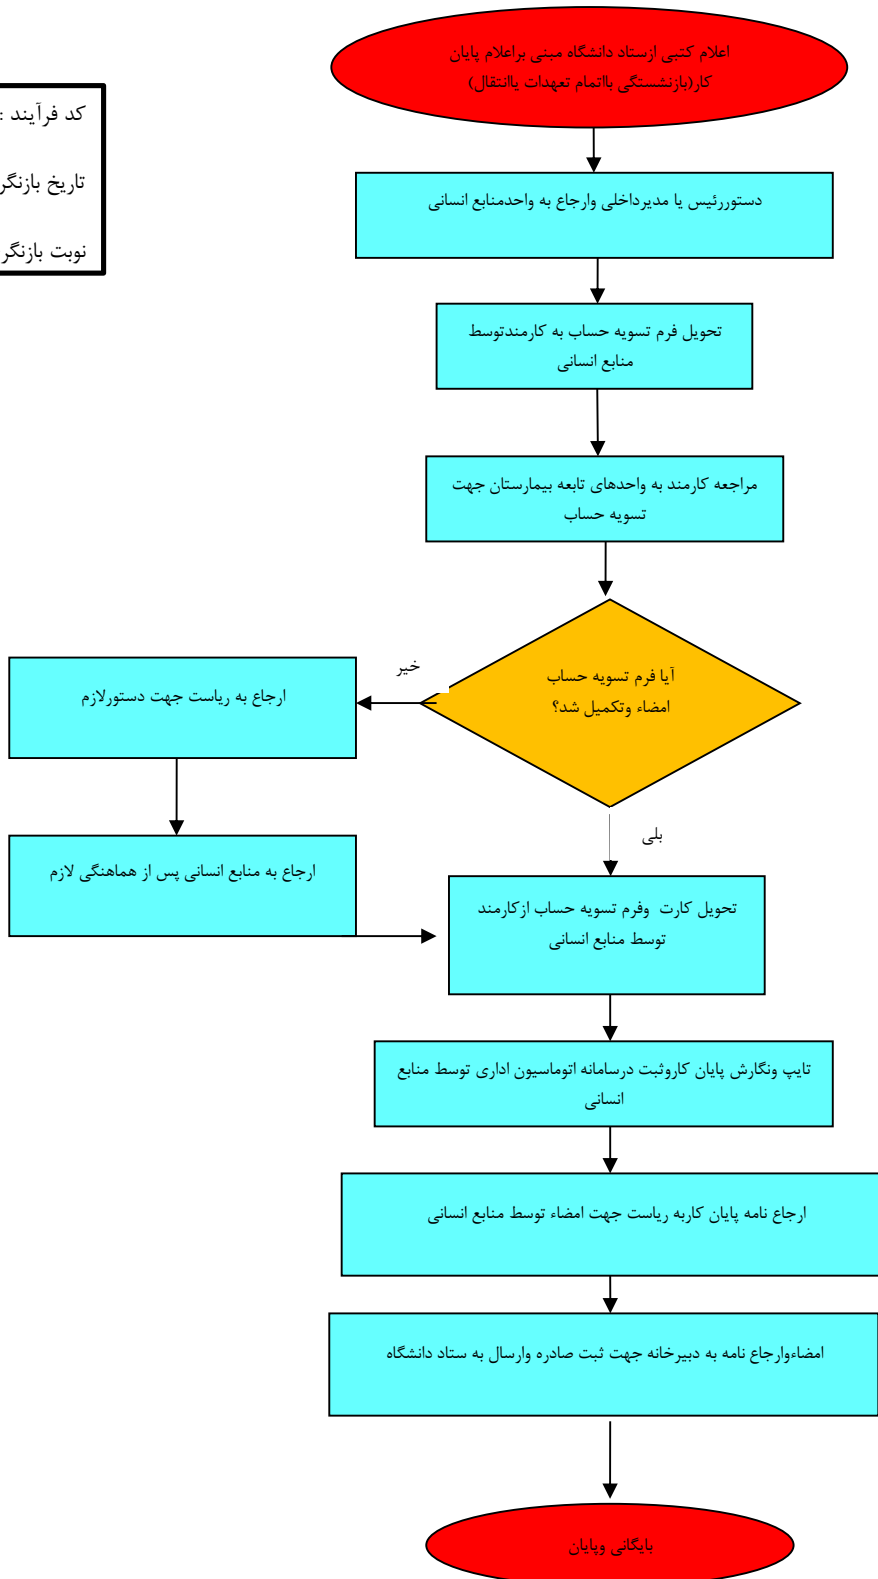 اعلام کتبی ازستاد دانشگاه مبنی براعلام پایان
کار(بازنشستگی بااتمام تعهدات یاانتقال)
کد فرآیند :
تاریخ بازنگر
نوبت بازنگر
دستوررئیس یا مدیرداخلی وارجاع به واحدمنابع انسانی
تحویل فرم تسویه حساب به کارمندتوسط
منابع انسانی
مراجعه کارمند به واحدهای تابعه بیمارستان جهت
تسویه حساب
آیا فرم تسویه حساب
امضاء وتکمیل شد؟
خیر
ارجاع به ریاست جهت دستورلازم
ارجاع به منابع انسانی پس از هماهنگی لازم
بلی
تحویل کارت وفرم تسویه حساب ازکارمند
توسط منابع انسانی
تایپ ونگارش پایان کاروثبت درسامانه اتوماسیون اداری توسط منابع
انسانی
ارجاع نامه پایان کاربه ریاست جهت امضاء توسط منابع انسانی
امضاءوارجاع نامه به دبیرخانه جهت ثبت صادره وارسال به ستاد دانشگاه
بایگانی وپایان